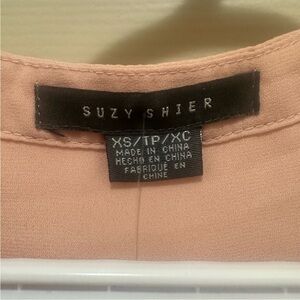 SUZY SHIER
XS/TP/XC
MADE IN CHINA
HECHO EN CHINA
FABRIQUÉ EN
CHINE